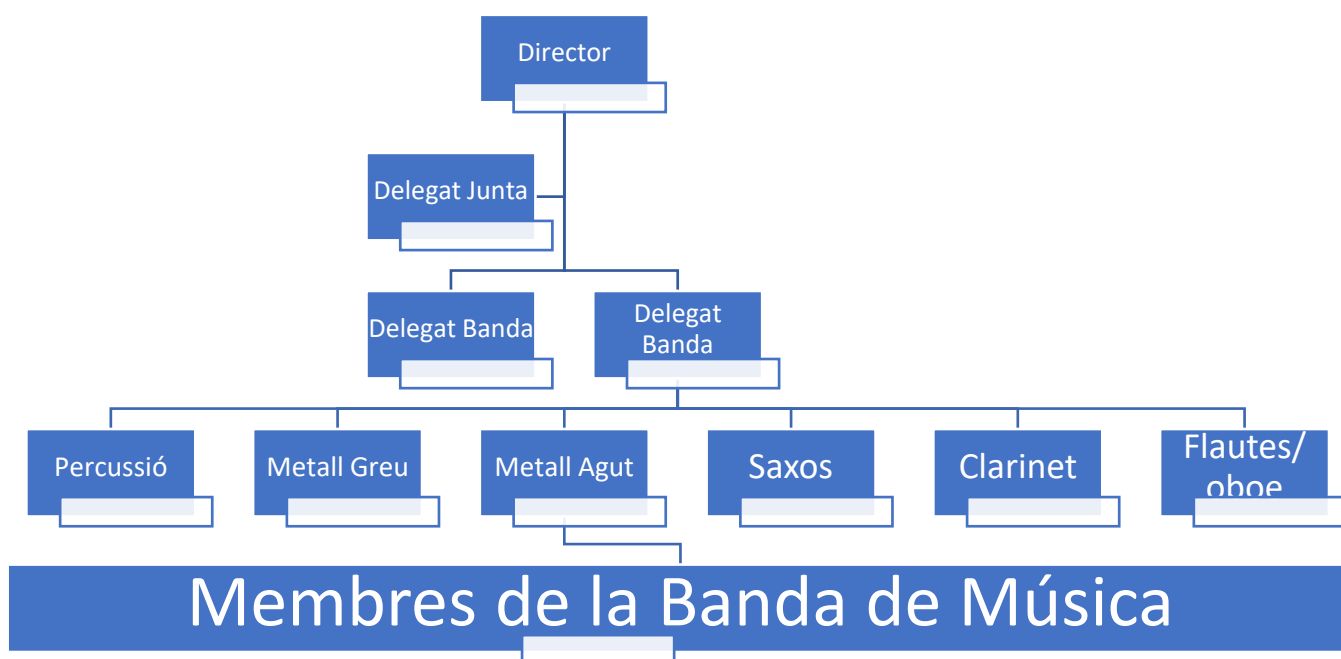 Director
Delegat Junta
Delegat Banda
Delegat
Banda
Percussió
Metall Greu
Metall Agut
Saxos
Clarinet
Flautes/
oboe
Membres de la Banda de Música